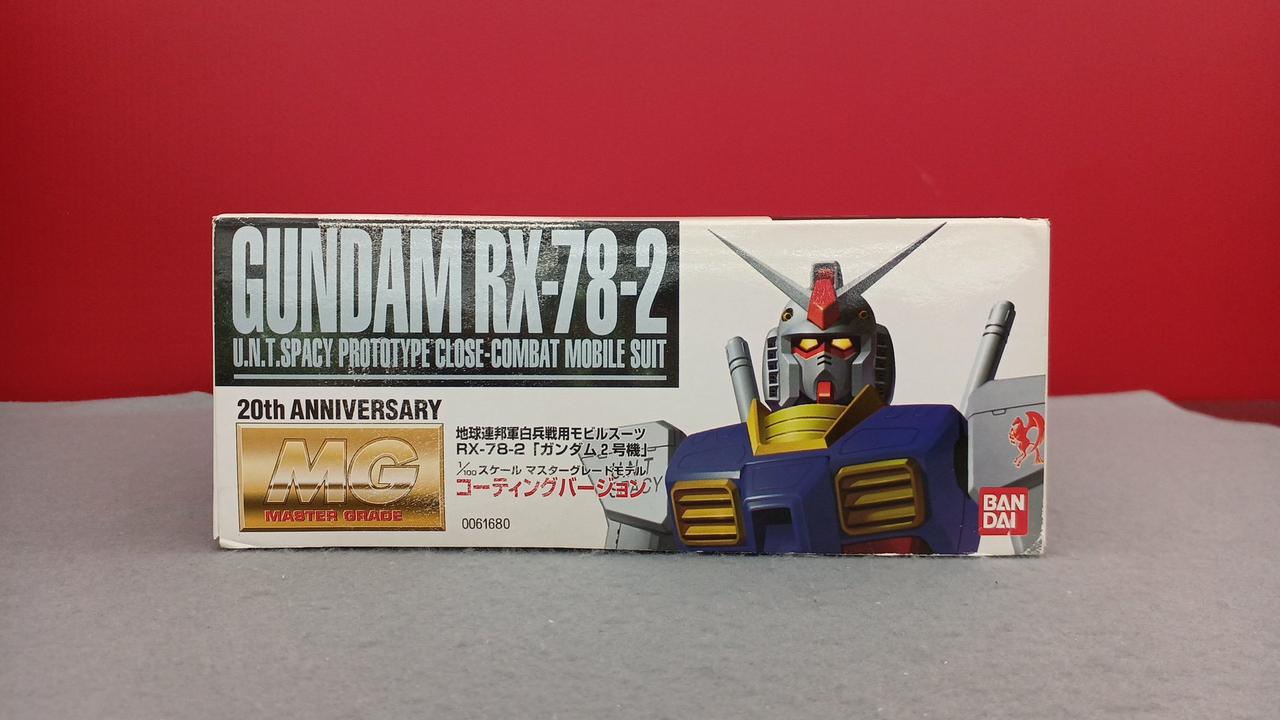 GUNDAM RX-78-2
U.N.T.SPACY PROTOTYPE CLOSE-COMBAT MOBILE SUIT
20th ANNIVERSARY
MG
MASTER GRADE
地球連邦軍白兵戦用モビルスーツ
RX-78-2「ガンダム2号機」
1/100スケール マスターグレードモデル
コーティングバージョン
0061680
BAN
DAI